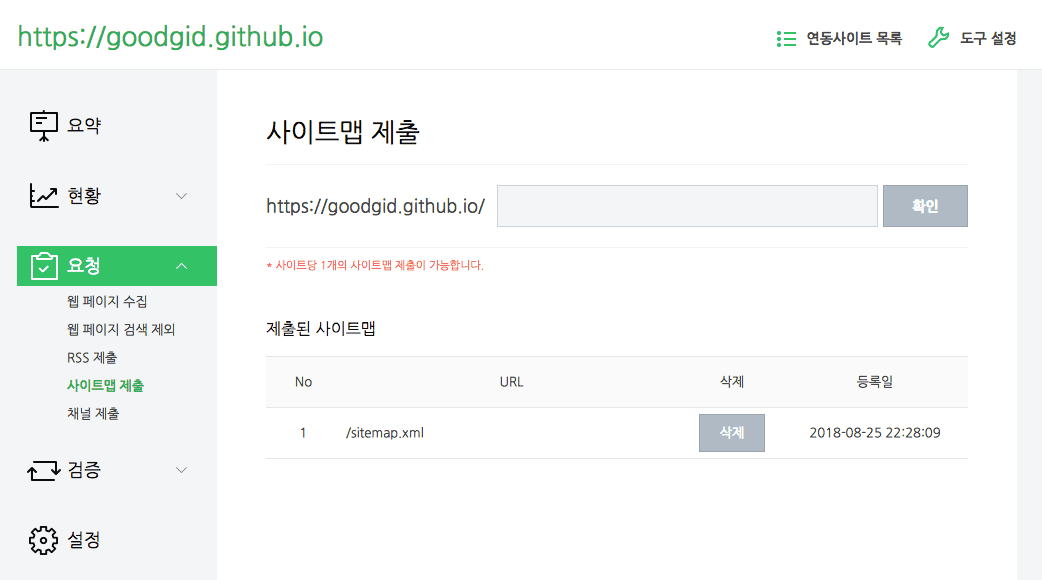 https://goodgid.github.io
연동사이트 목록
도구 설정
요약
현황
요청
웹 페이지 수집
웹 페이지 검색 제외
RSS 제출
사이트맵 제출
채널 제출
검증
설정
사이트맵 제출
https://goodgid.github.io/
확인
* 사이트당 1개의 사이트맵 제출이 가능합니다.
제출된 사이트맵
No URL 삭제 등록일
1 /sitemap.xml 삭제 2018-08-25 22:28:09